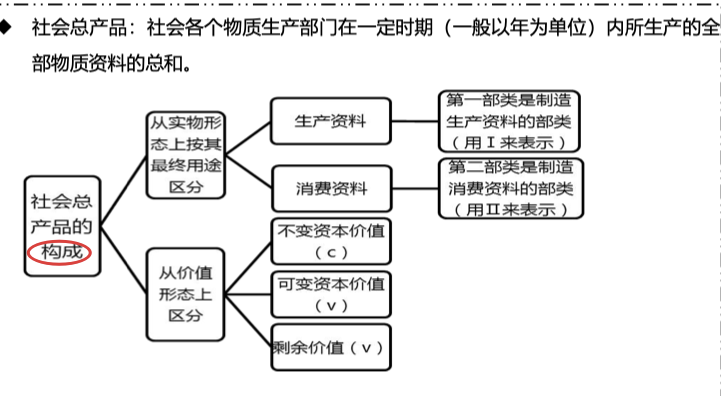 ◆ 社会总产品：社会各个物质生产部门在一定时期（一般以年为单位）内所生产的全
部物质资料的总和。
社会总
产品的
构成
从实物形
态上按其
最终用途
区分
生产资料
第一部类是制造
生产资料的部类
（用Ⅰ来表示）
消费资料
第二部类是制造
消费资料的部类
（用Ⅱ来表示）
从价值
形态上
区分
不变资本价值
（c）
可变资本价值
（v）
剩余价值（v）